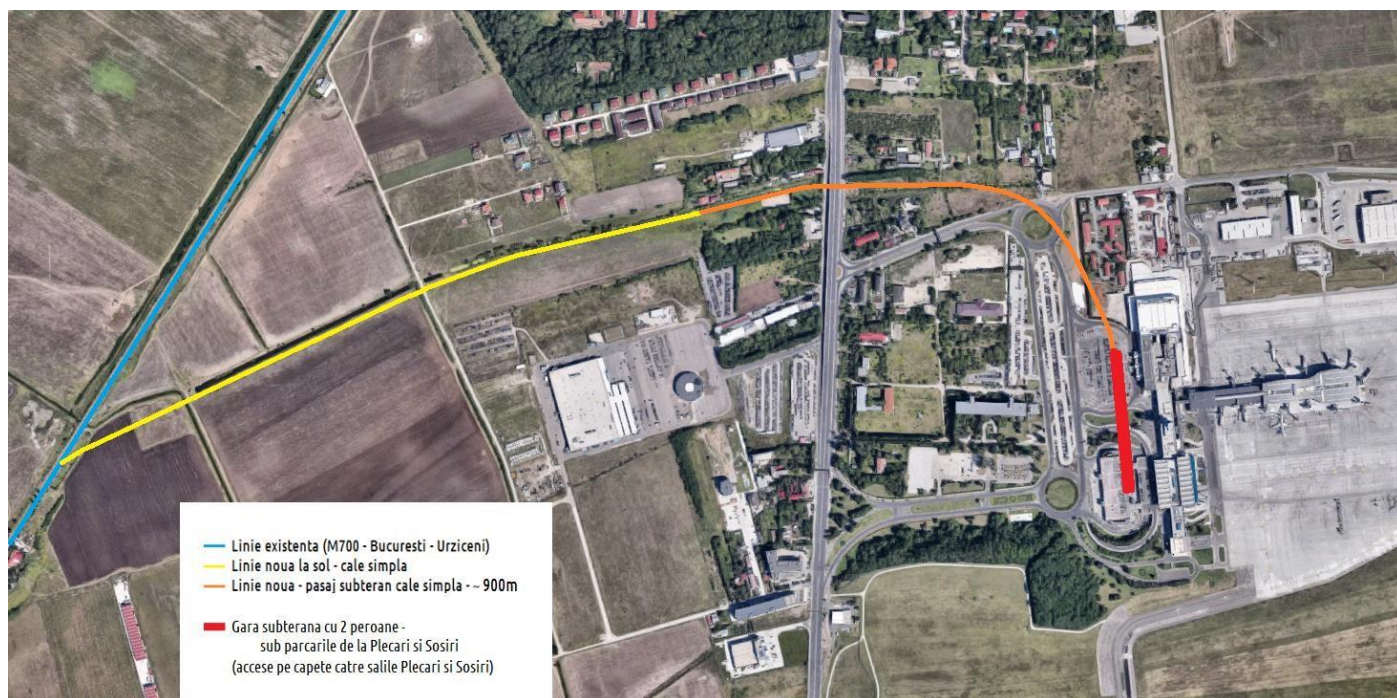 Linie existenta (M700 - Bucuresti - Urziceni)
Linie noua la sol - cale simpla
Linie noua - pasaj subteran cale simpla - ~ 900m
Gara subterana cu 2 peroane -
sub parcarile de la Plecari si Sosiri
(accese pe capete catre salile Plecari si Sosiri)